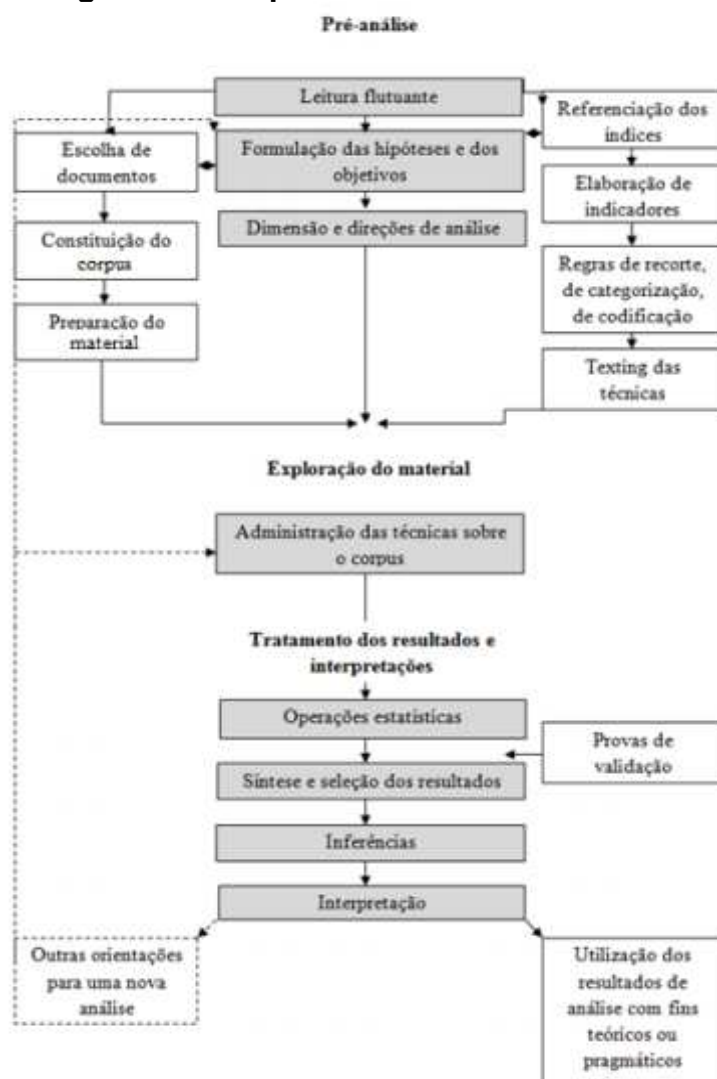 Pré-análise
Leitura flutuante
Referenciação dos
índices
Escolha de
documentos
Formulação das hipóteses e dos
objetivos
Elaboração de
indicadores
Dimensão e direções de análise
Constituição do
corpus
Regras de recorte,
de categorização,
de codificação
Preparação do
material
Texting das
técnicas
Exploração do material
Administração das técnicas sobre
o corpus
Tratamento dos resultados e
interpretações
Operações estatísticas
Provas de
validação
Síntese e seleção dos resultados
Inferências
Interpretação
Outras orientações
para uma nova
análise
Utilização dos
resultados de
análise com fins
teóricos ou
pragmáticos